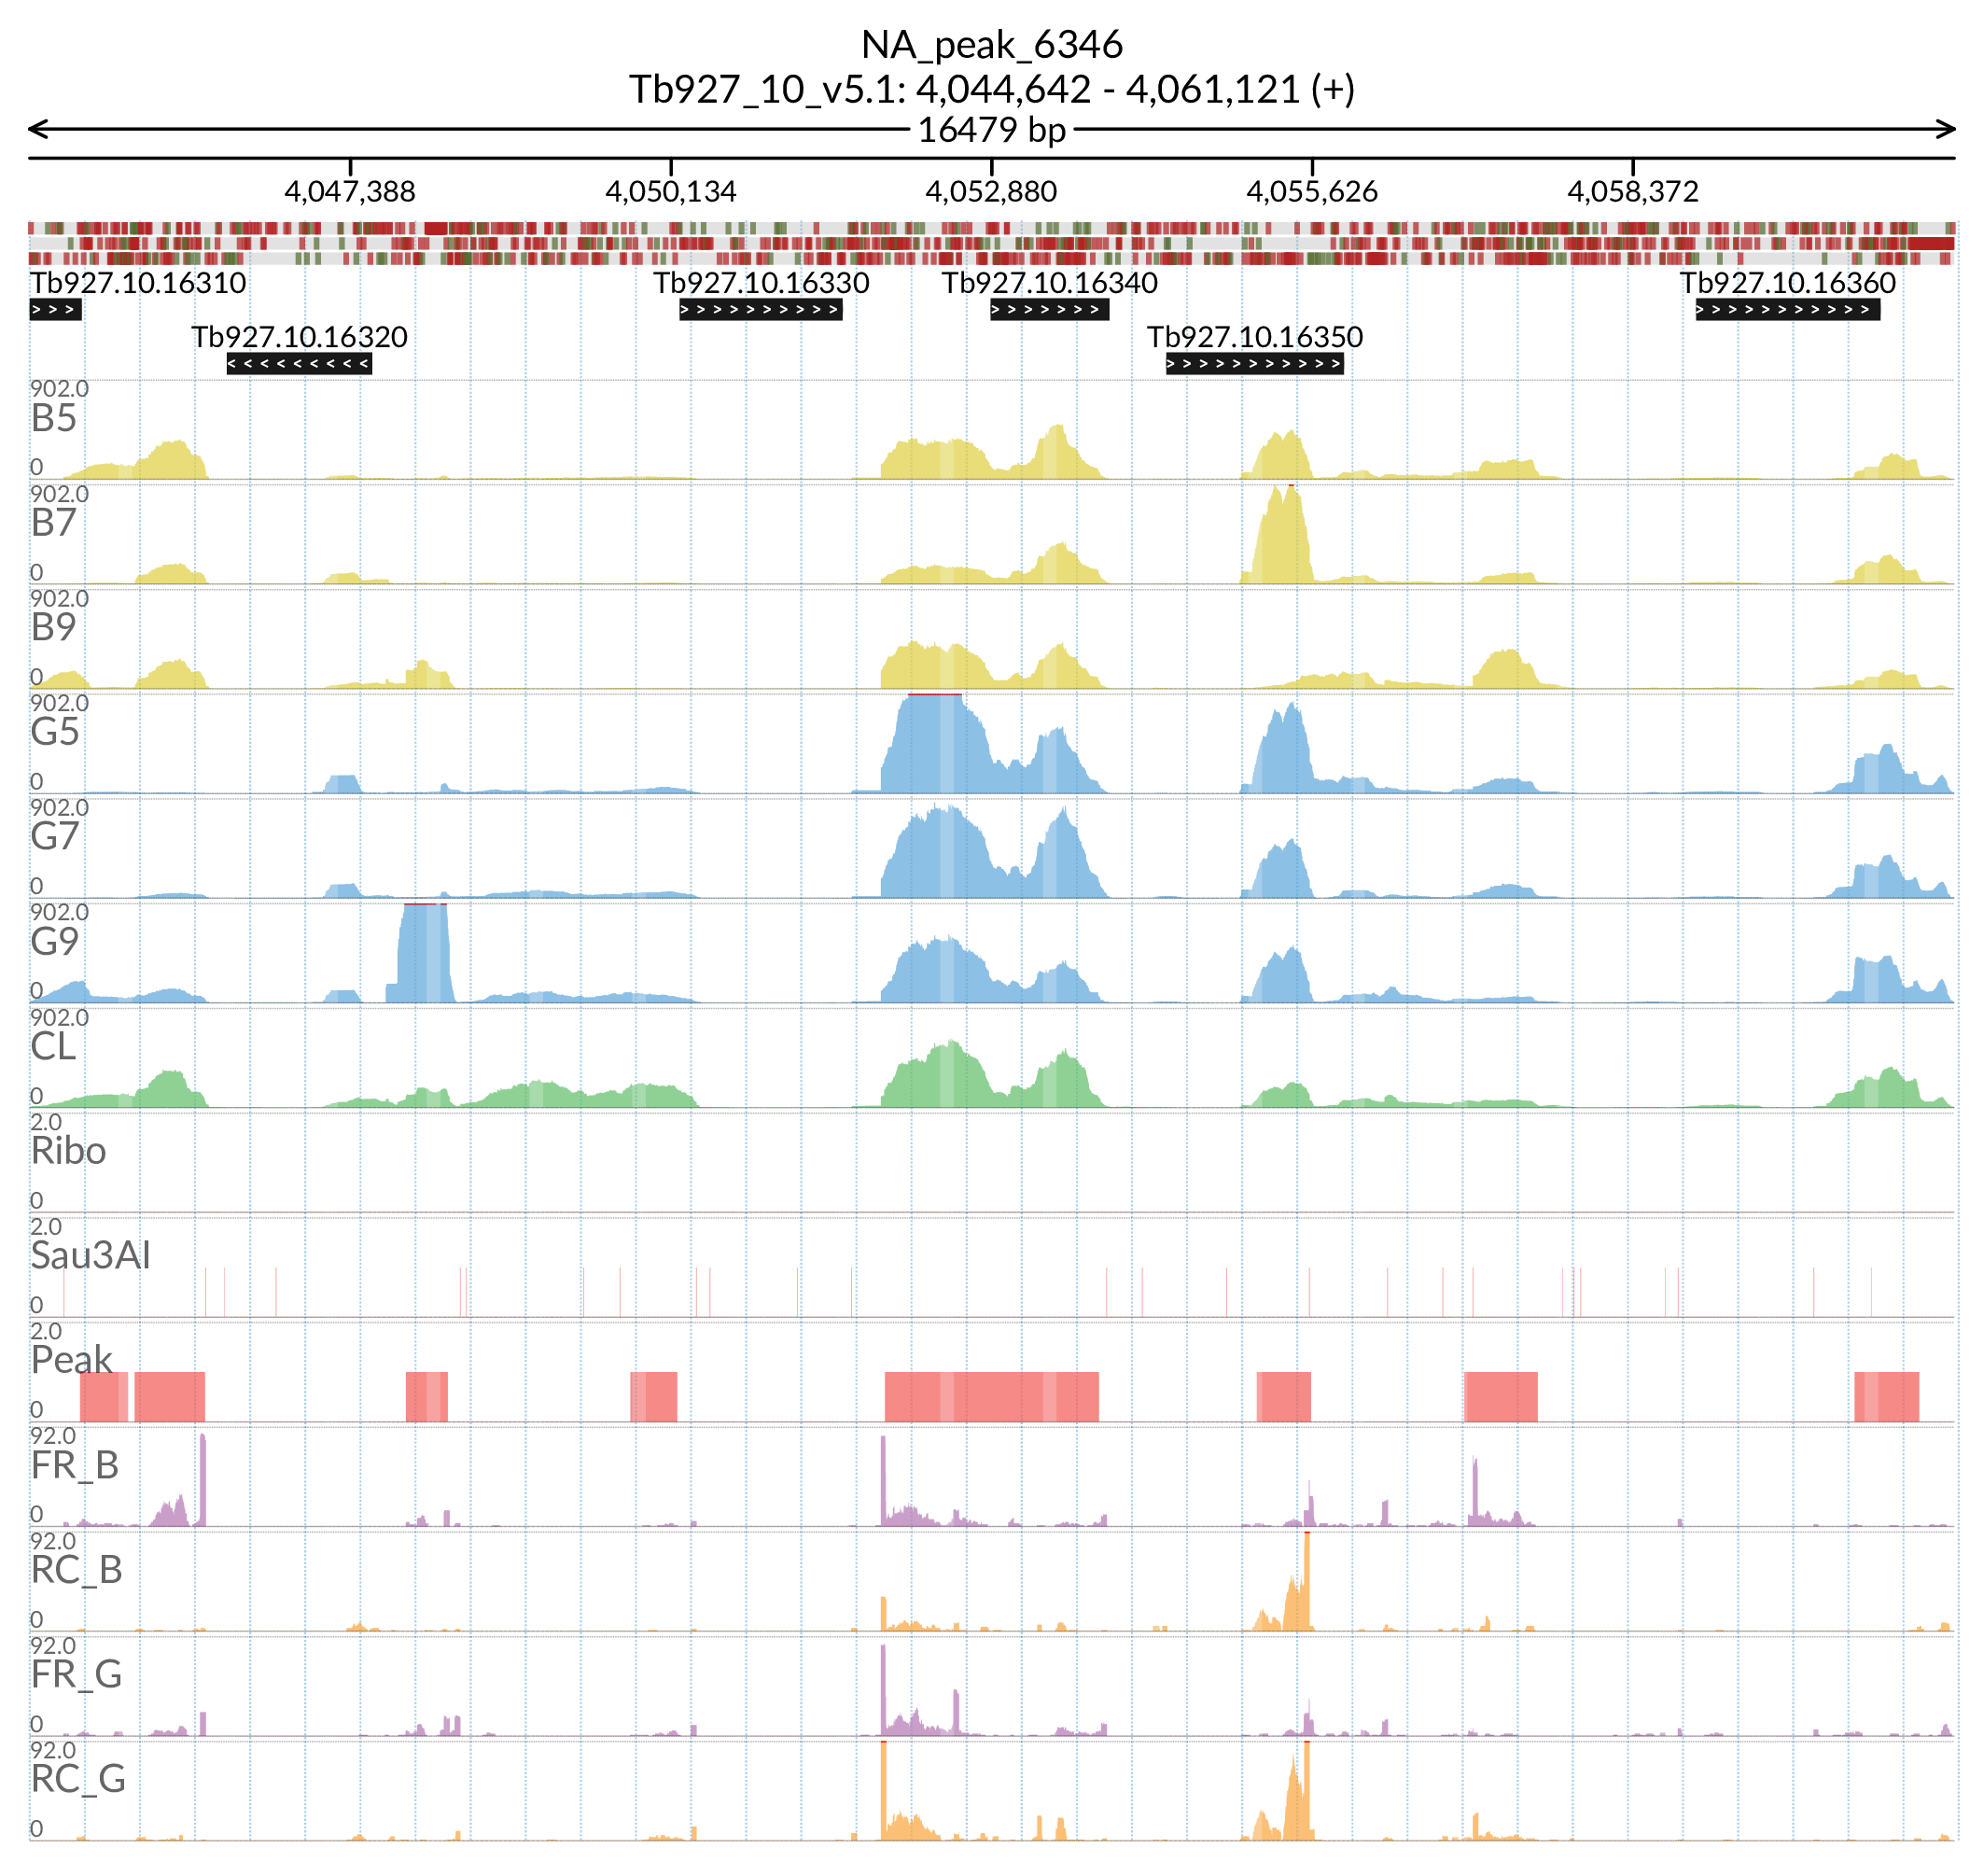 NA_peak_6346
Tb927_10_v5.1: 4,044,642 - 4,061,121 (+)
16479 bp
4,047,388 4,050,134 4,052,880 4,055,626 4,058,372
Tb927.10.16310 Tb927.10.16330 Tb927.10.16340 Tb927.10.16360
Tb927.10.16320 Tb927.10.16350
902.0
B5
0
902.0
B7
0
902.0
B9
0
902.0
G5
0
902.0
G7
0
902.0
G9
0
902.0
CL
0
2.0
Ribo
0
2.0
Sau3AI
0
2.0
Peak
0
92.0
FR_B
0
92.0
RC_B
0
92.0
FR_G
0
92.0
RC_G
0